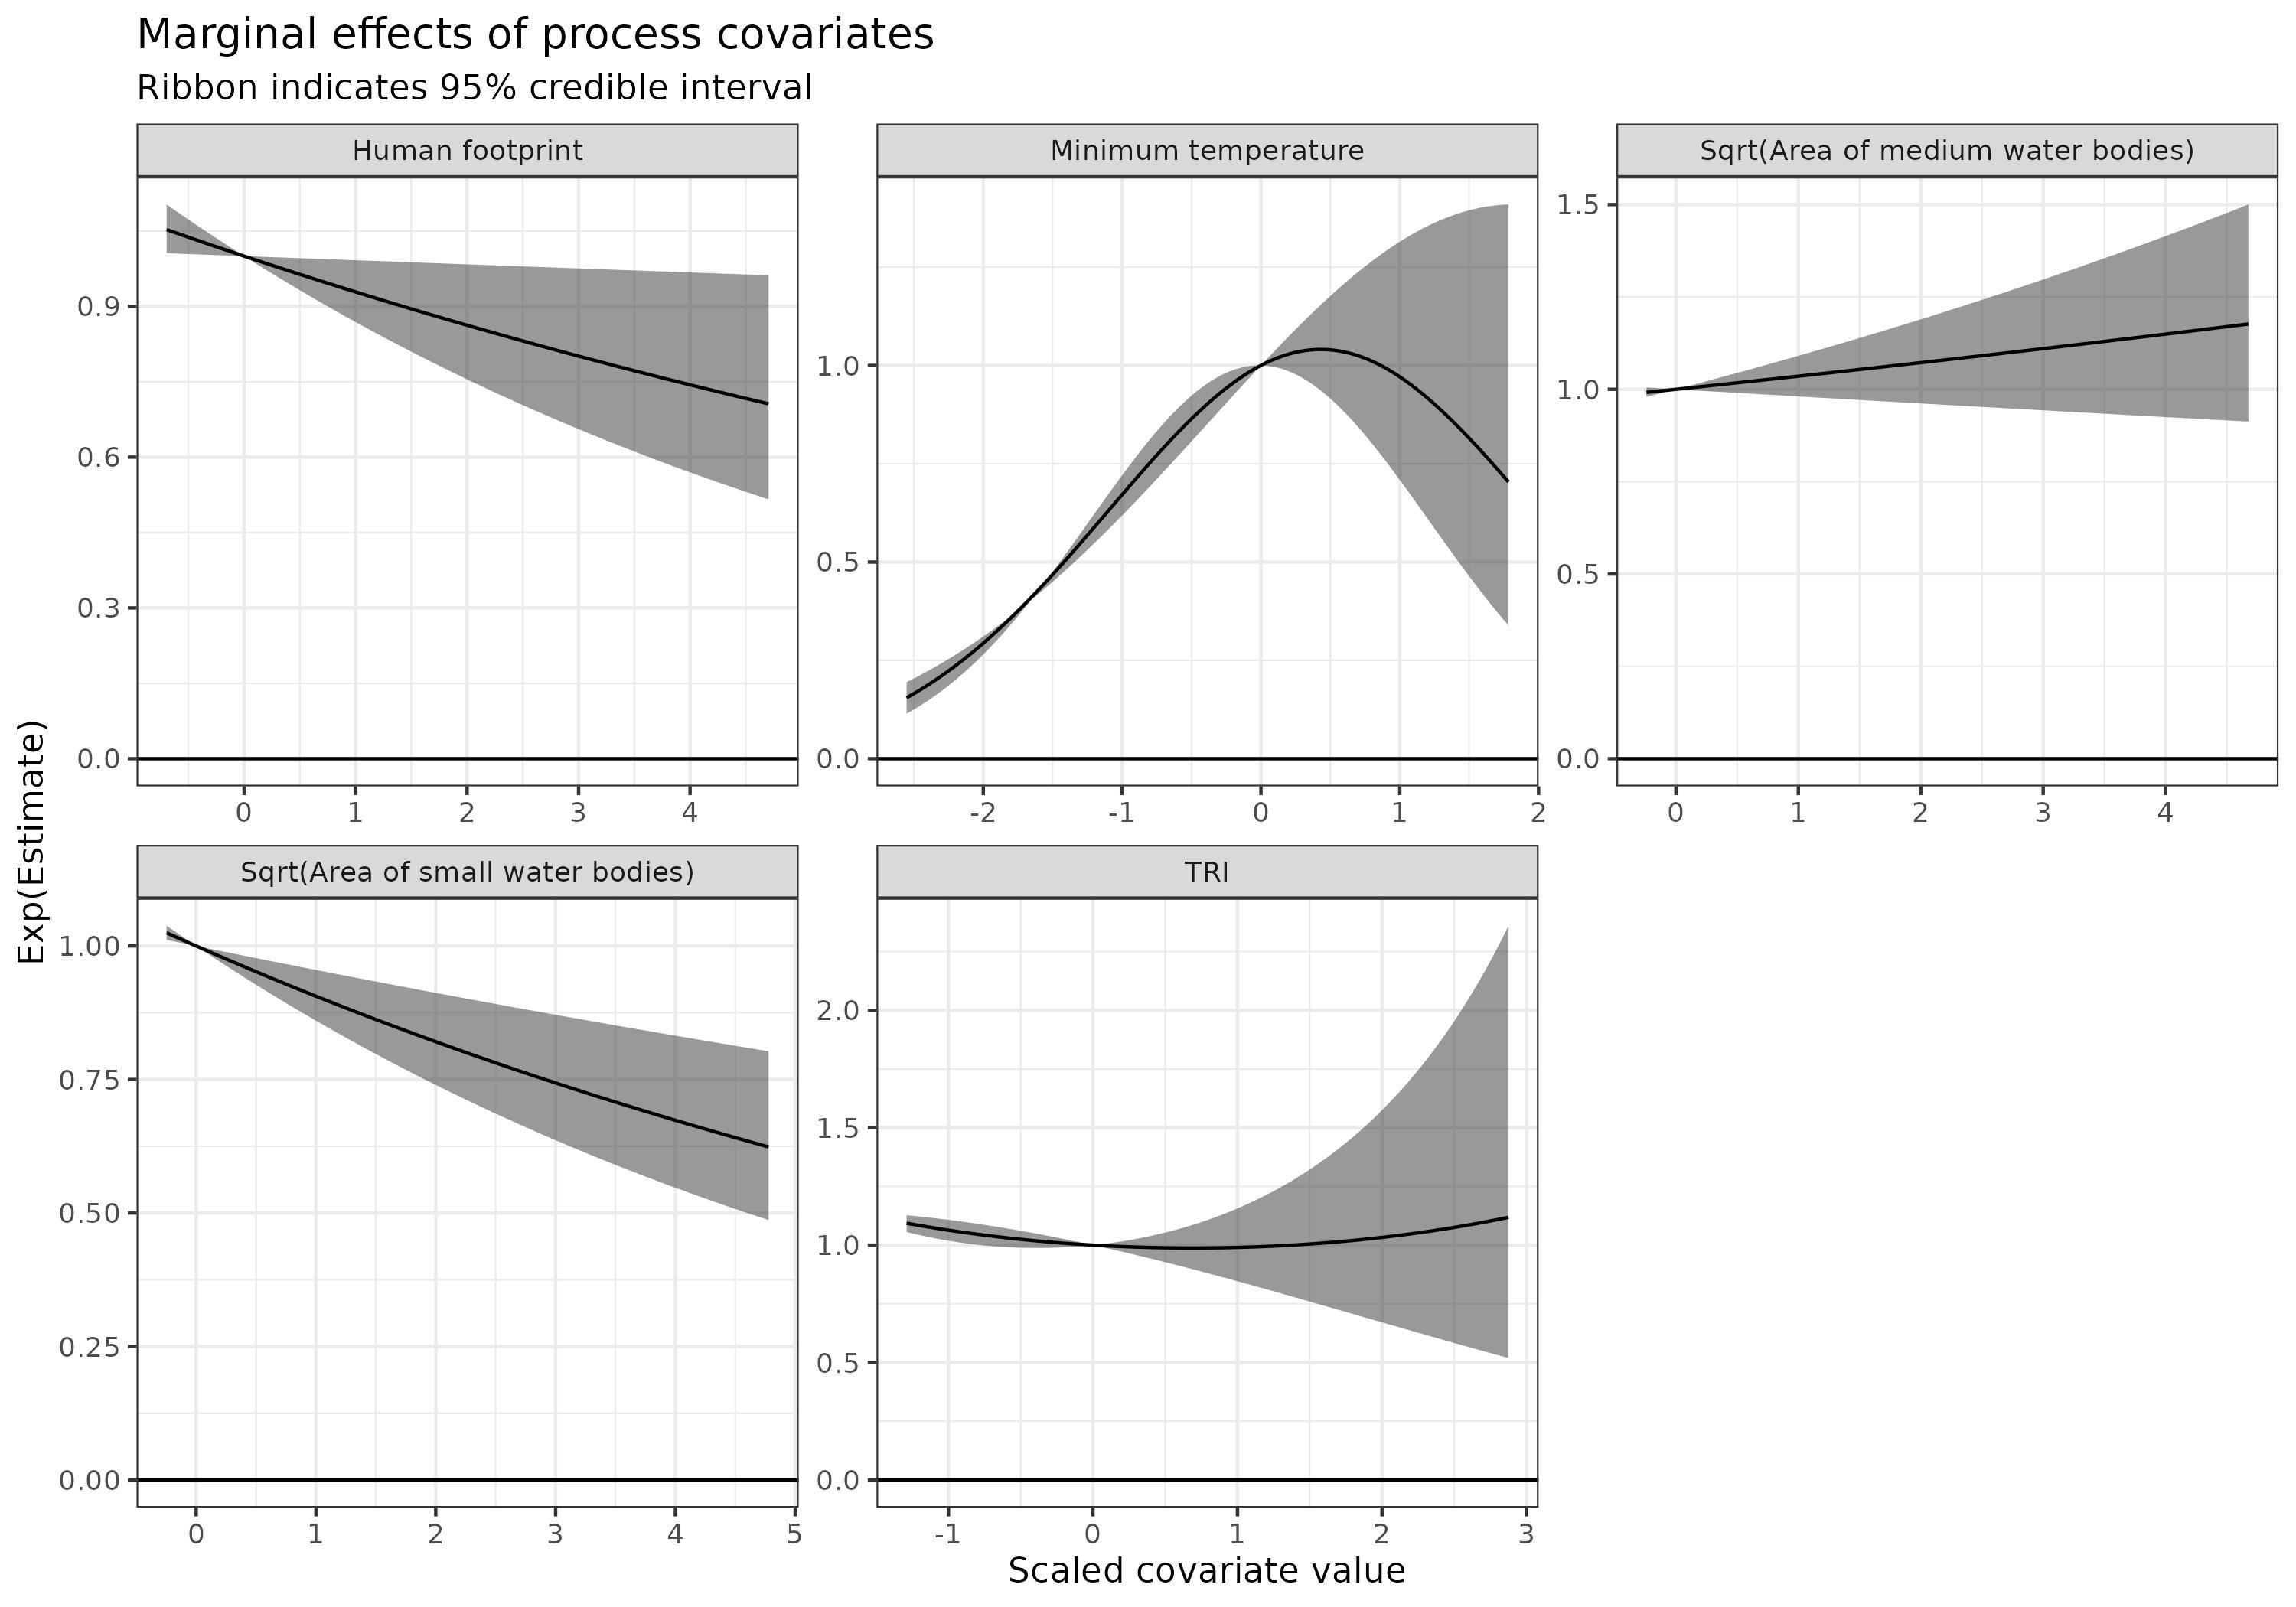 Marginal effects of process covariates
Ribbon indicates 95% credible interval
Human footprint
Minimum temperature
Sqrt(Area of medium water bodies)
0.9
0.6
0.3
0.0
0 1 2 3 4
1.0
0.5
0.0
-2 -1 0 1 2
1.5
1.0
0.5
0.0
0 1 2 3 4
Exp(Estimate)
Sqrt(Area of small water bodies)
TRI
1.00
0.75
0.50
0.25
0.00
0 1 2 3 4 5
2.0
1.5
1.0
0.5
0.0
-1 0 1 2 3
Scaled covariate value